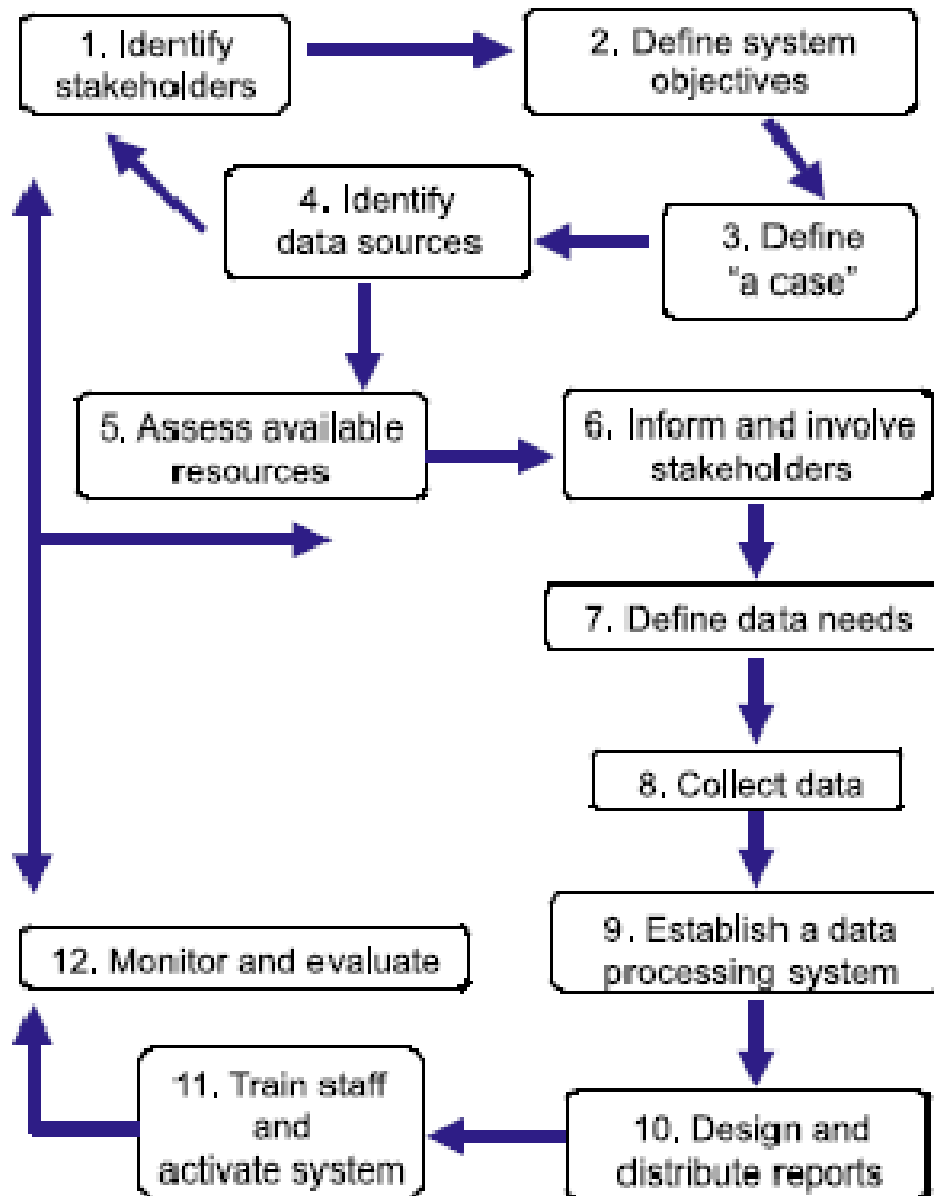 1. Identify
stakeholders
2. Define system
objectives
3. Define
“a case”
4. Identify
data sources
5. Assess available
resources
6. Inform and involve
stakeholders
7. Define data needs
8. Collect data
9. Establish a data
processing system
10. Design and
distribute reports
11. Train staff
and
activate system
12. Monitor and evaluate